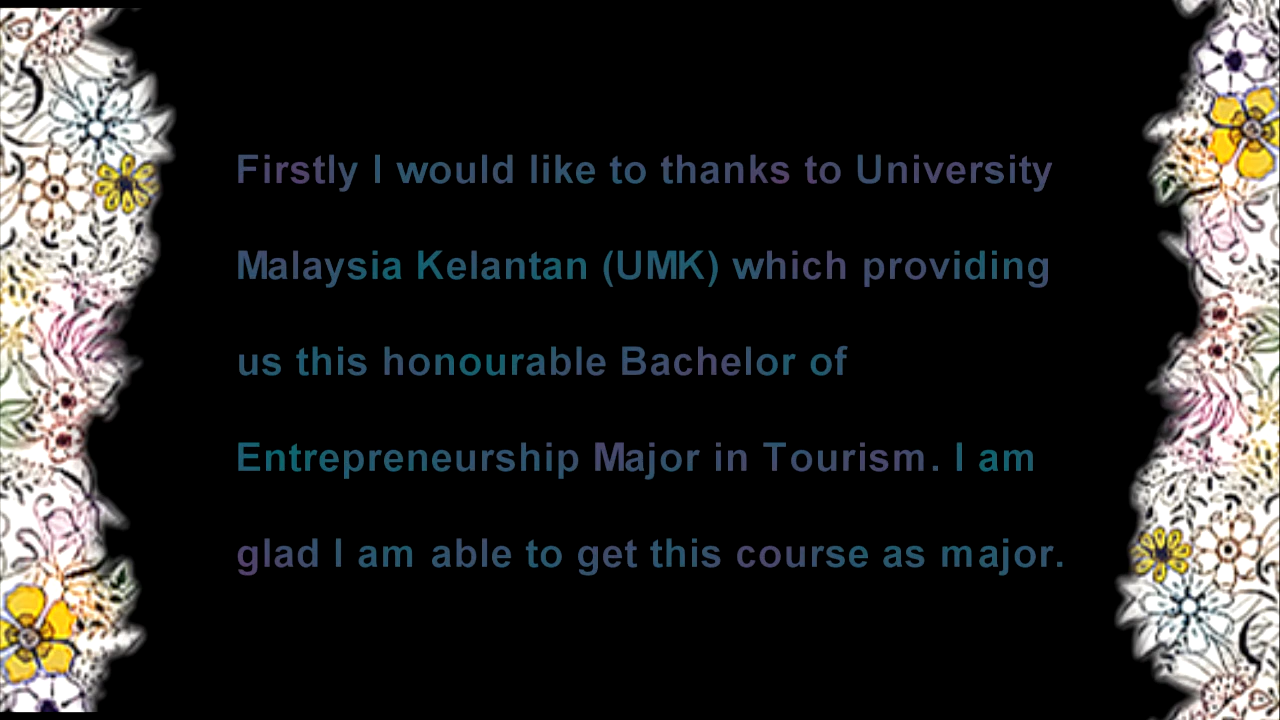 Firstly I would like to thanks to University
Malaysia Kelantan (UMK) which providing
us this honourable Bachelor of
Entrepreneurship Major in Tourism. I am
glad I am able to get this course as major.